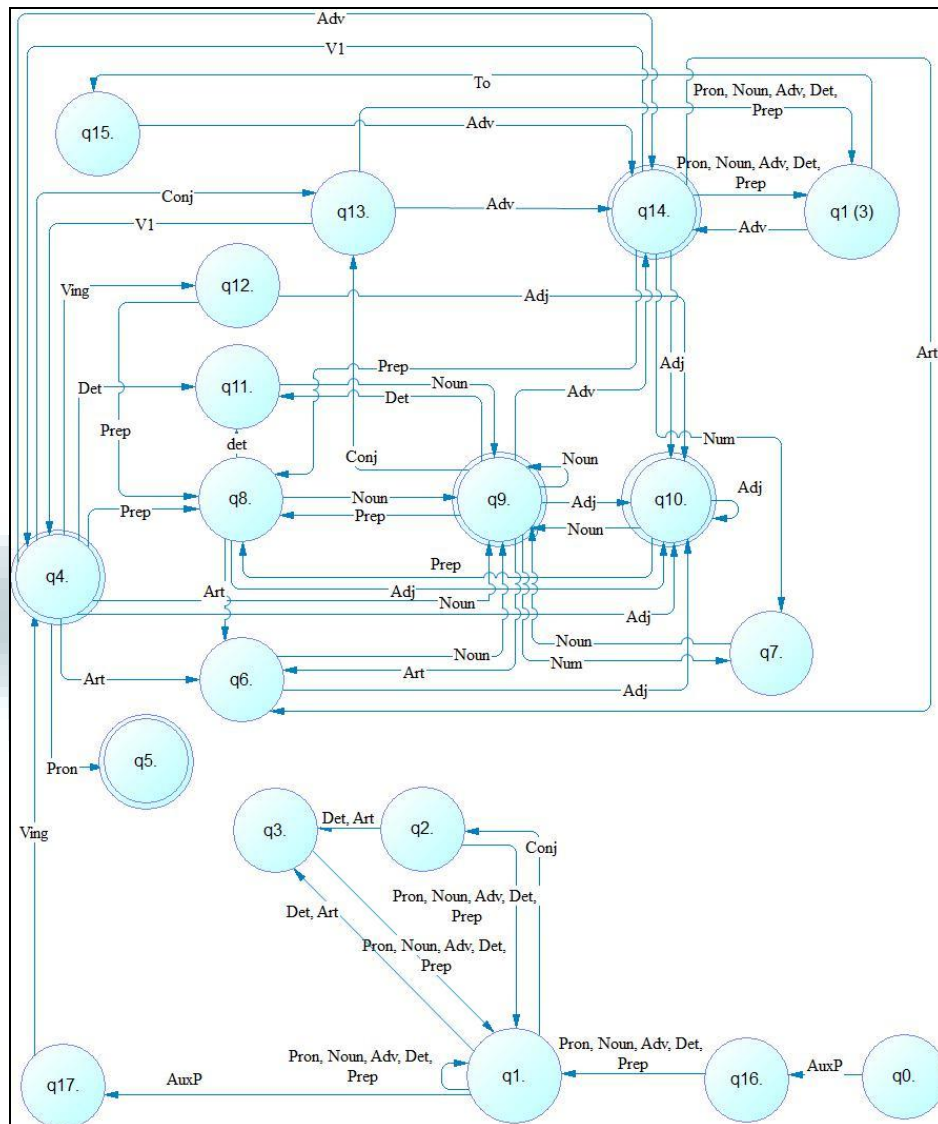 Adv
V1
To
Pron, Noun, Adv, Det,
Prep
q15.
Adv
Pron, Noun, Adv, Det,
Prep
Conj
q13.
Adv
q14.
q1 (3)
V1
Adv
q12.
Ving
Adj
Prep
Adj
Art
q11.
Noun
Det
Det
Adv
Prep
det
Conj
Num
q8.
Noun
q9.
Noun
Adj
q10.
Adj
Prep
Prep
Noun
q4.
Prep
Art
Adj
Noun
Adj
q6.
Noun
Art
Num
Noun
q7.
Art
Adj
q5.
Pron
Ving
q3.
Det, Art
q2.
Conj
Pron, Noun, Adv, Det,
Prep
Det, Art
Pron, Noun, Adv, Det,
Prep
Pron, Noun, Adv, Det,
Prep
Pron, Noun, Adv, Det,
Prep
q17.
AuxP
q1.
q16.
AuxP
q0.